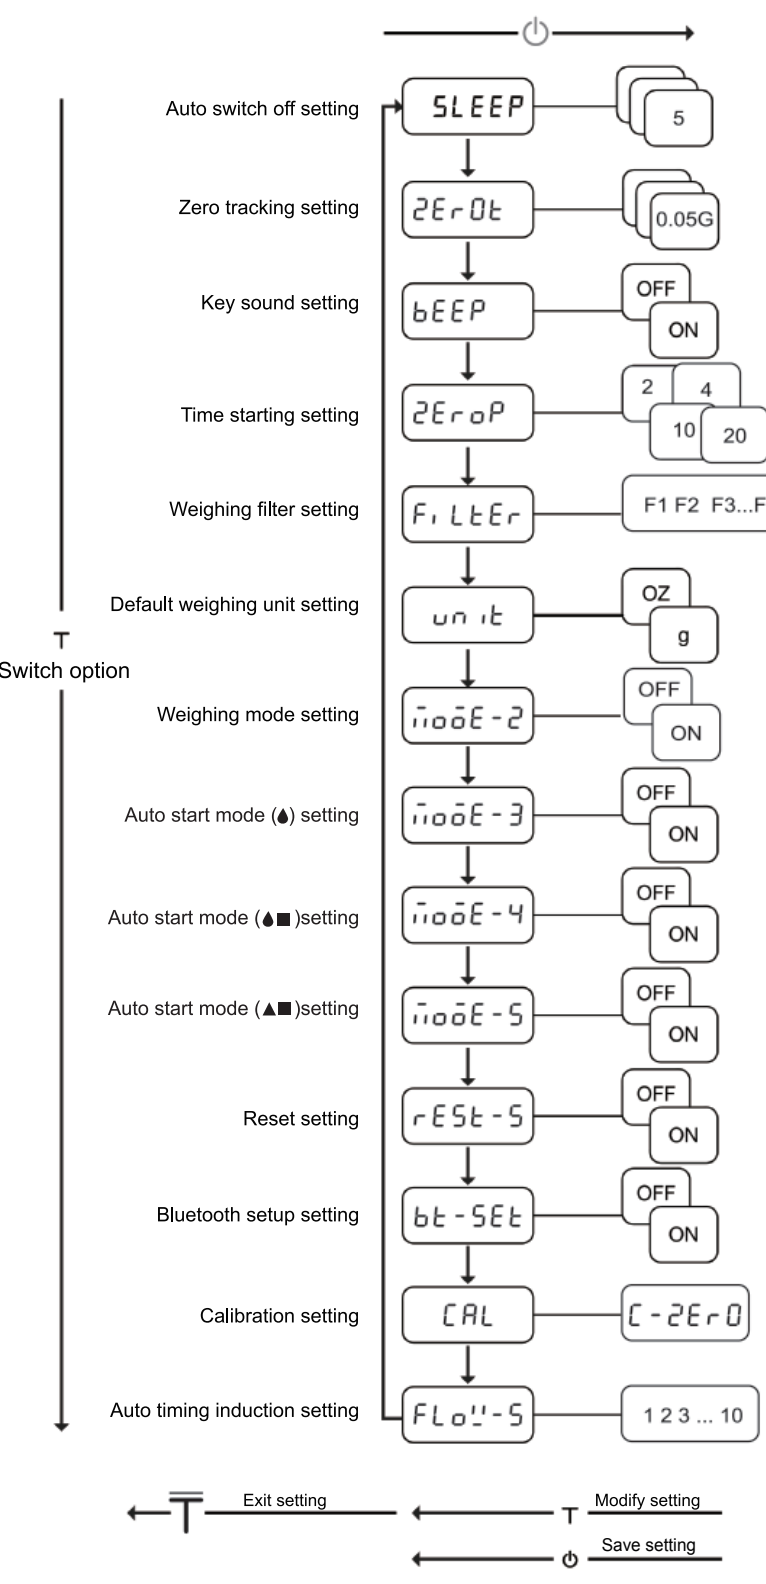 Auto switch off setting SLEEP 5
Zero tracking setting 2Er0t 0.05G
Key sound setting bEEP OFF ON
Time starting setting 2EroP 2 4 10 20
Weighing filter setting FiLtEr F1 F2 F3...F
Default weighing unit setting unit OZ g
T
Switch option
Weighing mode setting modE-2 OFF ON
Auto start mode (💧) setting modE-3 OFF ON
Auto start mode (💧■)setting modE-4 OFF ON
Auto start mode (▲■)setting modE-5 OFF ON
Reset setting rESt-S OFF ON
Bluetooth setup setting bt-SEt OFF ON
Calibration setting CAL C-2Er0
Auto timing induction setting FLow-S 1 2 3 ... 10
T Exit setting T Modify setting
Save setting